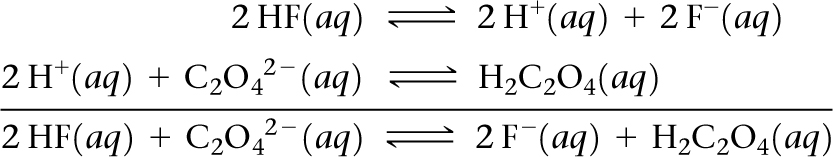 2 HF(aq) ⇌ 2 H⁺(aq) + 2 F⁻(aq)
2 H⁺(aq) + C₂O₄²⁻(aq) ⇌ H₂C₂O₄(aq)
2 HF(aq) + C₂O₄²⁻(aq) ⇌ 2 F⁻(aq) + H₂C₂O₄(aq)